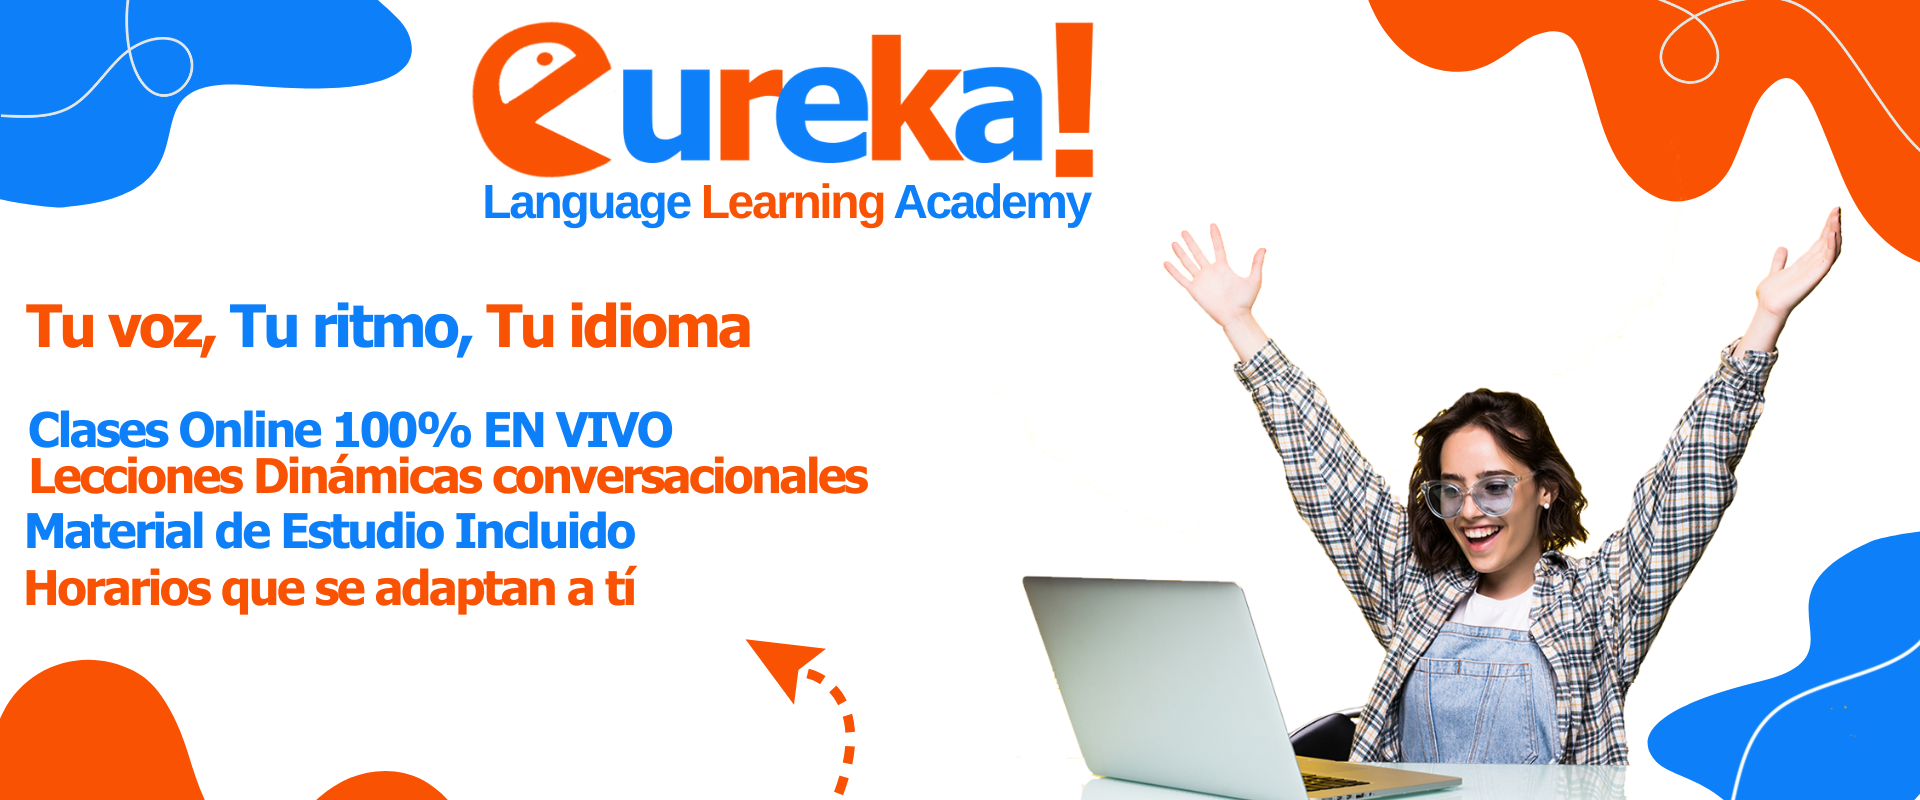 eureka!
Language Learning Academy
Tu voz, Tu ritmo, Tu idioma
Clases Online 100% EN VIVO
Lecciones Dinámicas conversacionales
Material de Estudio Incluido
Horarios que se adaptan a tí